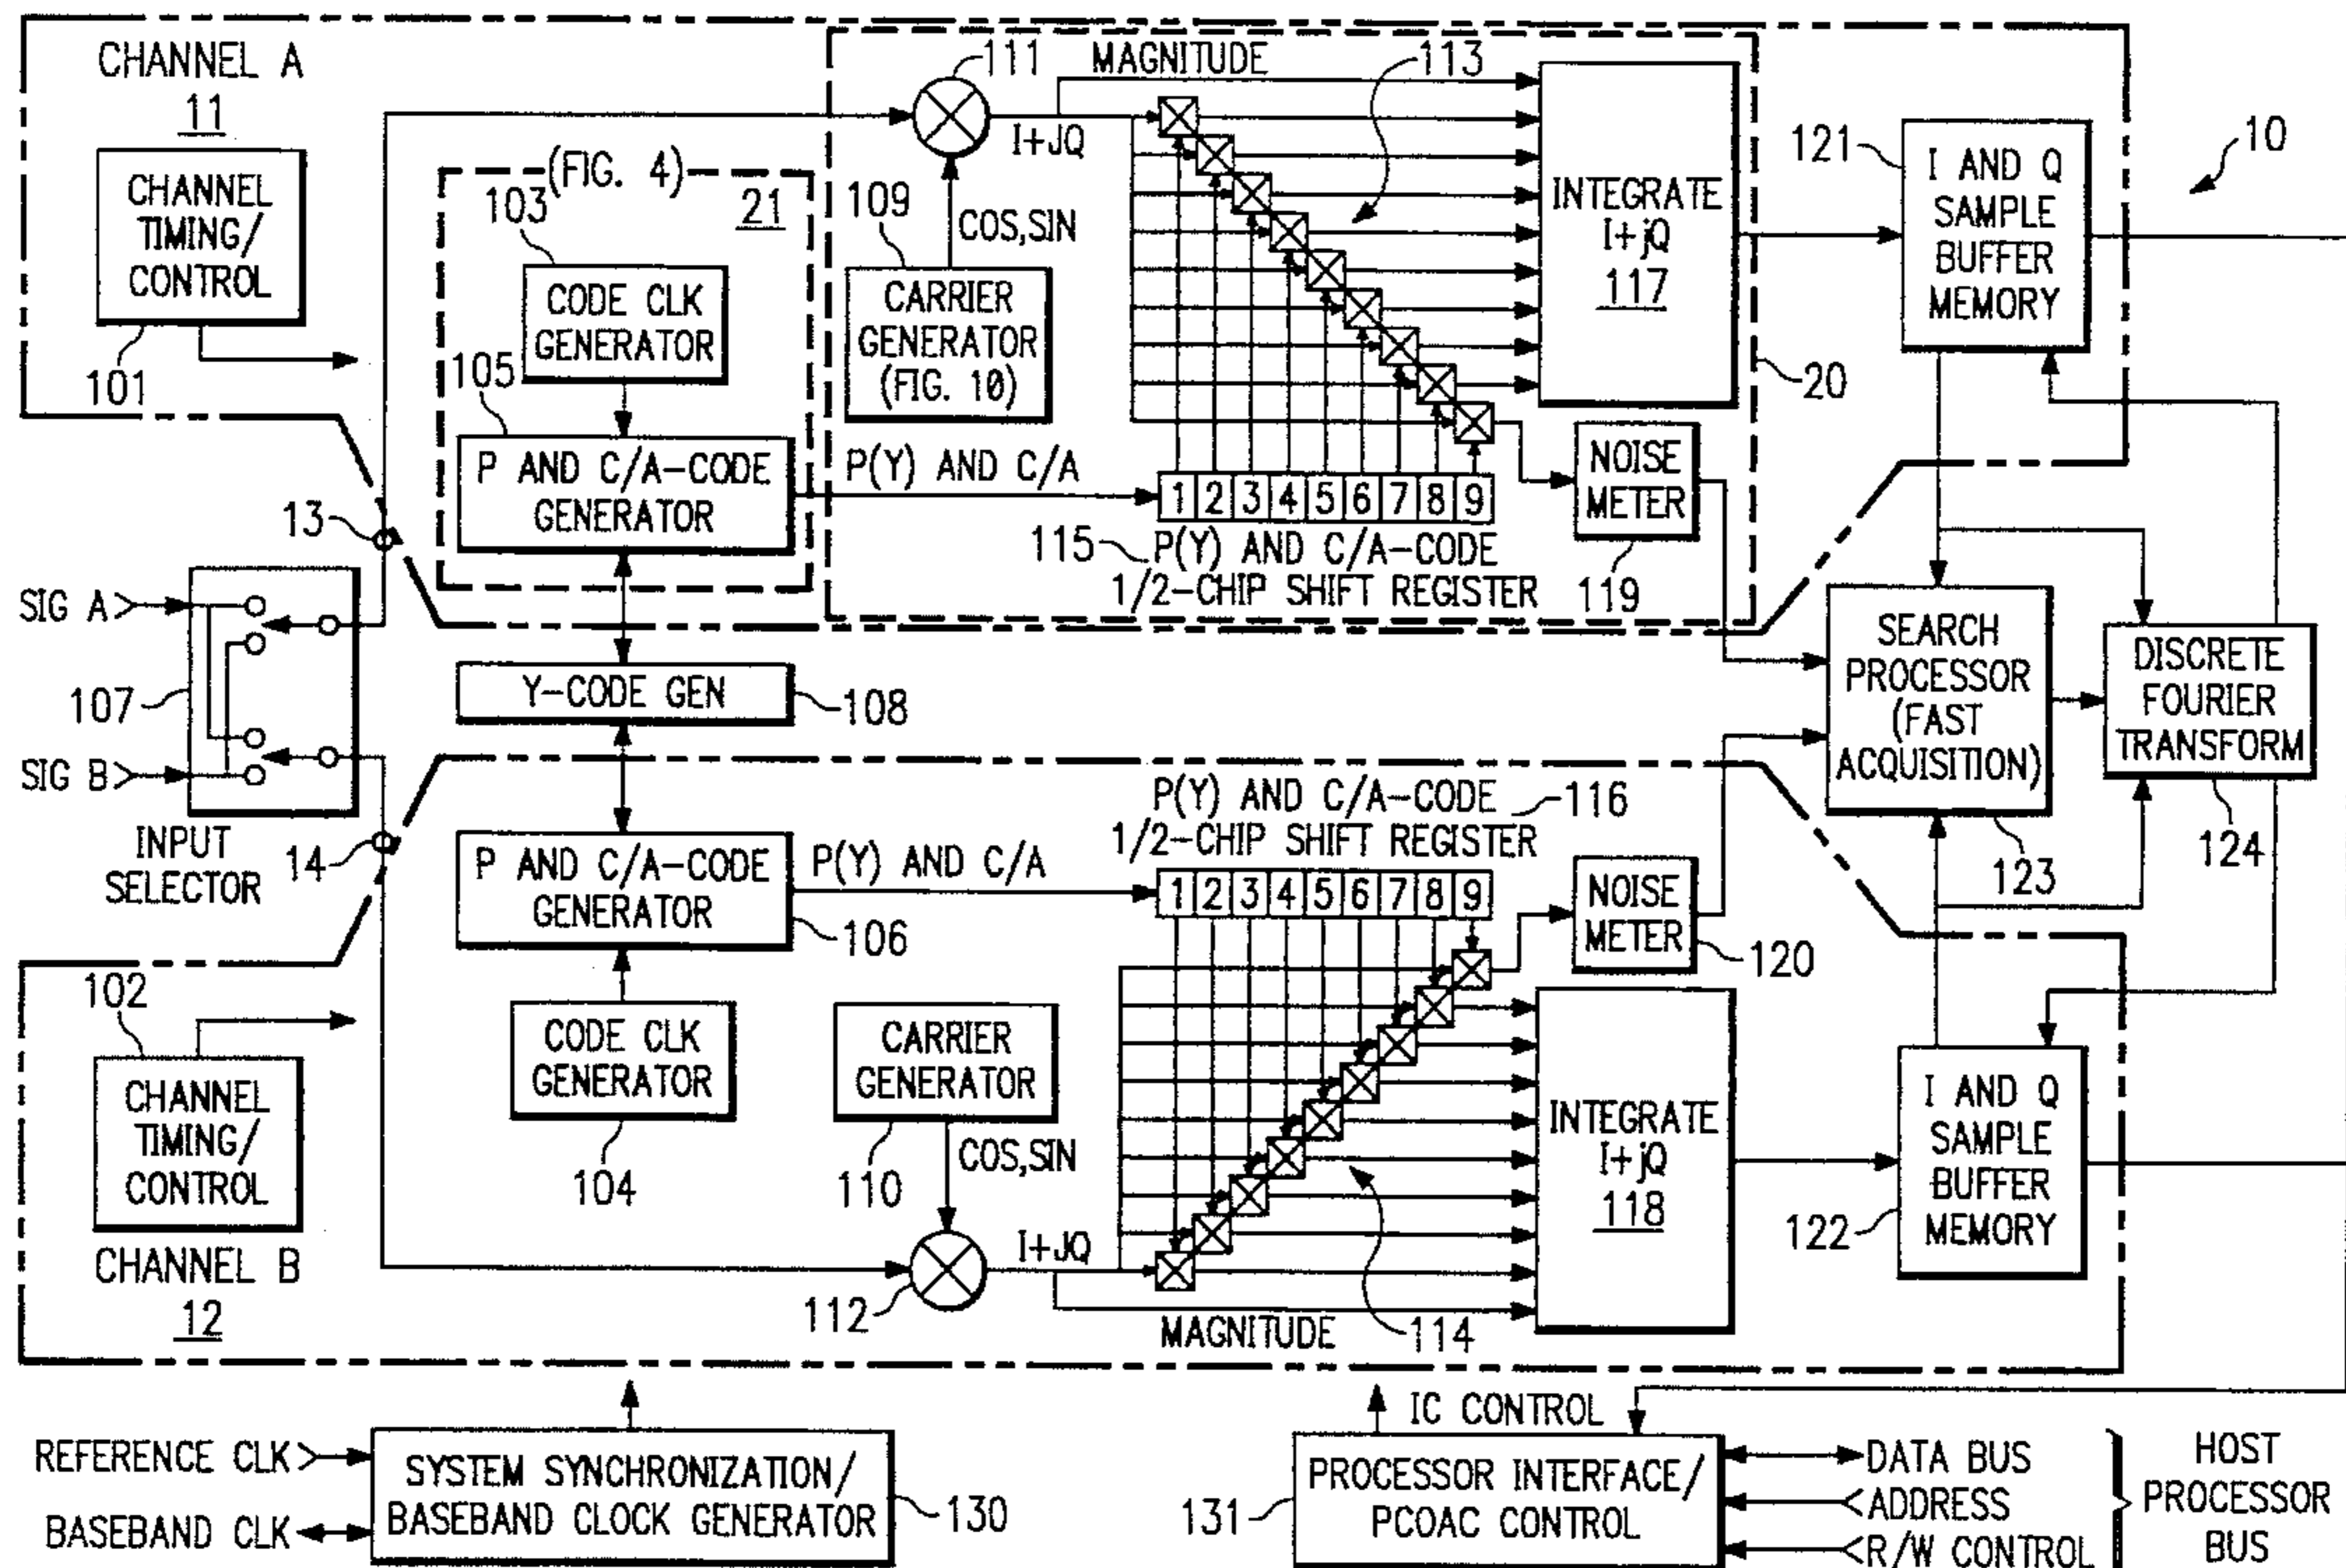 CHANNEL A
11
CHANNEL
TIMING/
CONTROL
101
(FIG. 4)
21
103
CODE CLK
GENERATOR
105
P AND C/A-CODE
GENERATOR
111
I+JQ
COS,SIN
109
CARRIER
GENERATOR
(FIG. 10)
MAGNITUDE
113
INTEGRATE
I+jQ
117
20
121
I AND Q
SAMPLE
BUFFER
MEMORY
10
P(Y) AND C/A
1 2 3 4 5 6 7 8 9
115
P(Y) AND C/A-CODE
1/2-CHIP SHIFT REGISTER
NOISE
METER
119
13
SIG A
107
SIG B
INPUT
SELECTOR
14
Y-CODE GEN
108
SEARCH
PROCESSOR
(FAST
ACQUISITION)
123
DISCRETE
FOURIER
TRANSFORM
124
P AND C/A-CODE
GENERATOR
106
P(Y) AND C/A
P(Y) AND C/A-CODE
1/2-CHIP SHIFT REGISTER
116
1 2 3 4 5 6 7 8 9
NOISE
METER
120
102
CHANNEL
TIMING/
CONTROL
CHANNEL B
12
CODE CLK
GENERATOR
104
CARRIER
GENERATOR
110
COS,SIN
112
I+JQ
MAGNITUDE
114
INTEGRATE
I+jQ
118
I AND Q
SAMPLE
BUFFER
MEMORY
122
REFERENCE CLK
BASEBAND CLK
SYSTEM SYNCHRONIZATION/
BASEBAND CLOCK GENERATOR
130
IC CONTROL
131
PROCESSOR INTERFACE/
PCOAC CONTROL
DATA BUS
ADDRESS
R/W CONTROL
HOST
PROCESSOR
BUS